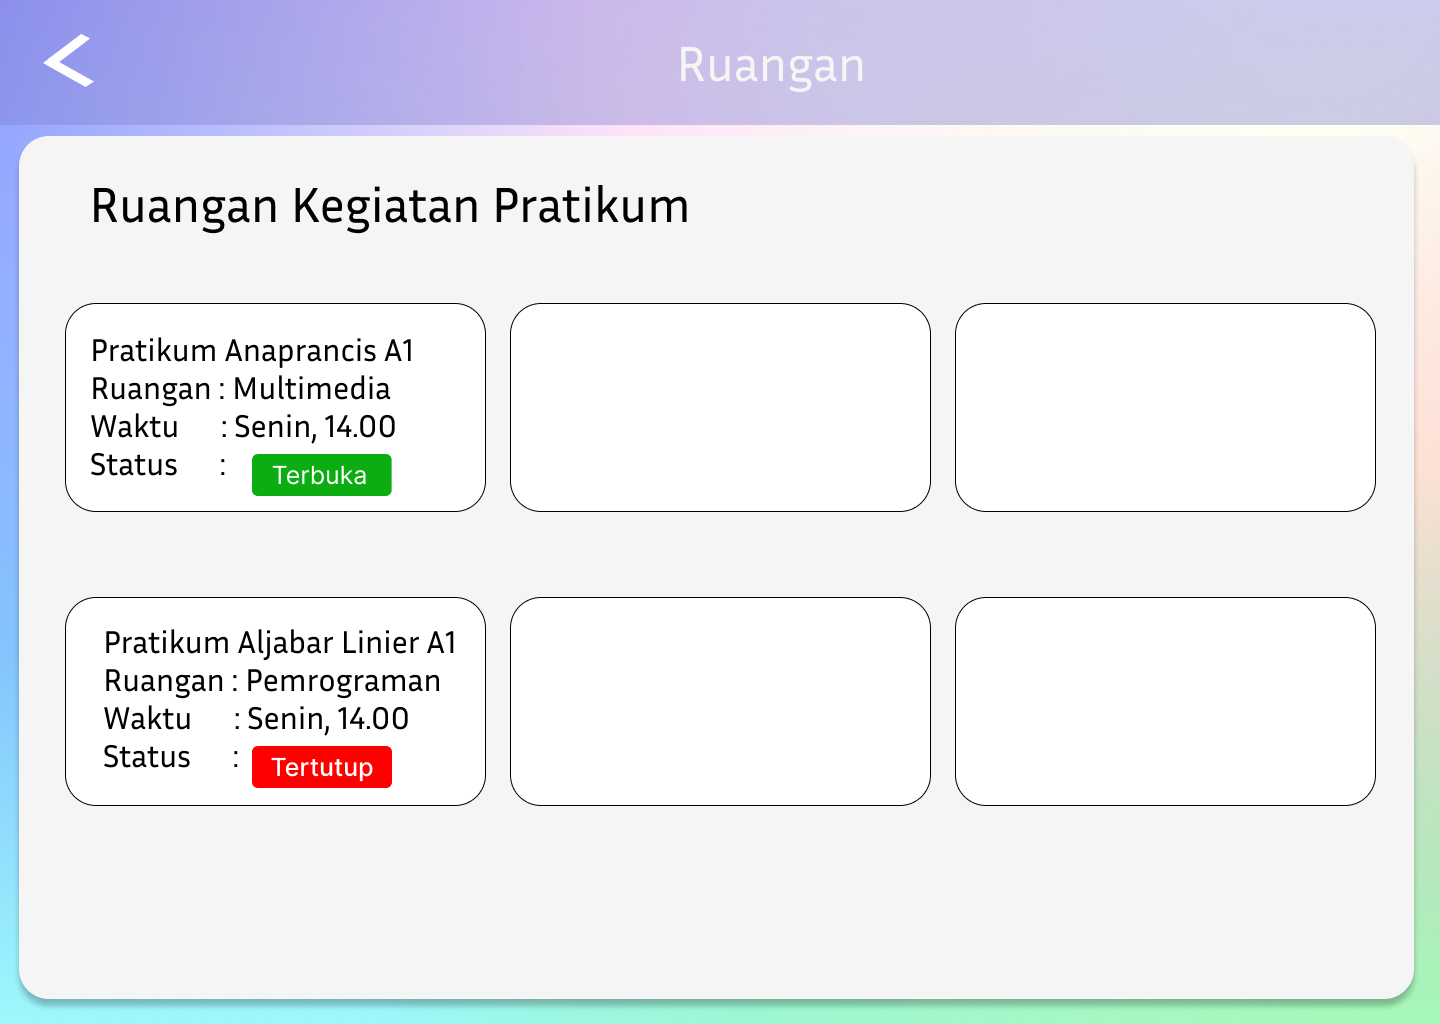 Ruangan
Ruangan Kegiatan Pratikum
Pratikum Anaprancis A1
Ruangan : Multimedia
Waktu : Senin, 14.00
Status : Terbuka
Pratikum Aljabar Linier A1
Ruangan : Pemrograman
Waktu : Senin, 14.00
Status : Tertutup